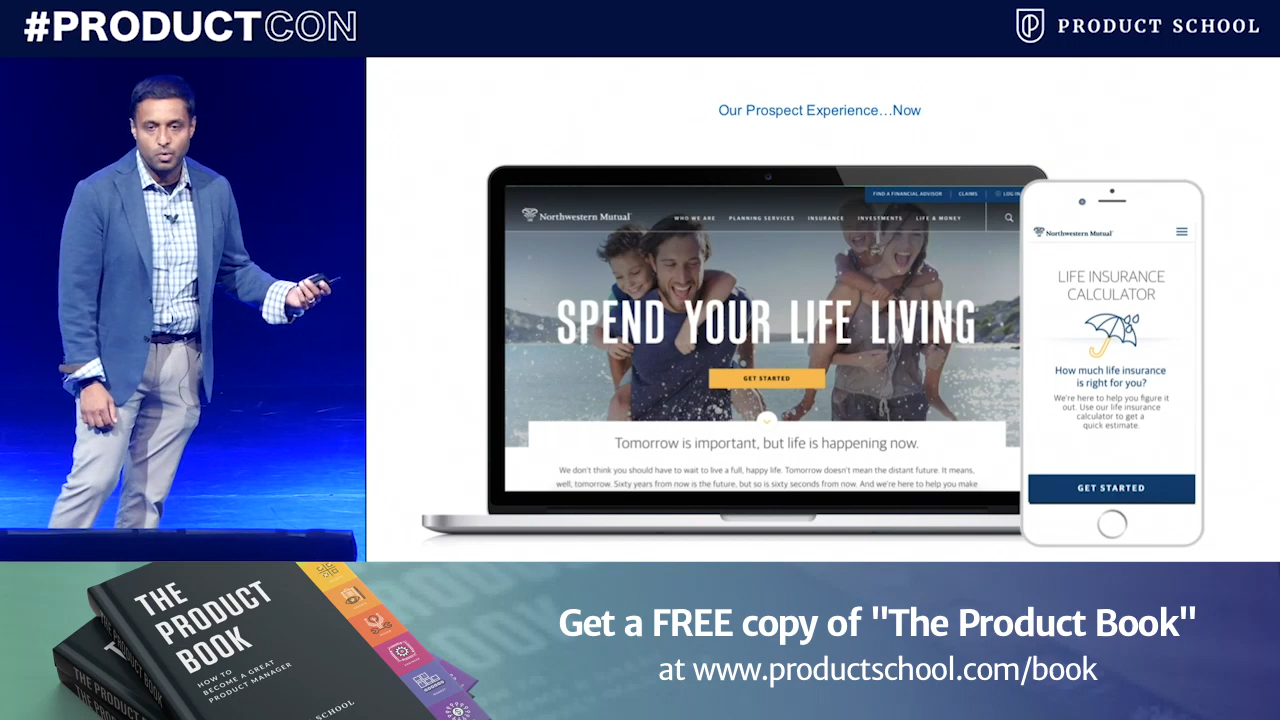 #PRODUCTCON
PRODUCT SCHOOL
Our Prospect Experience...Now
FIND A FINANCIAL ADVISOR
CLAIMS
LOG IN
Northwestern Mutual
WHO WE ARE
PLANNING SERVICES
INSURANCE
INVESTMENTS
LIFE & MONEY
SPEND YOUR LIFE LIVING
GET STARTED
Tomorrow is important, but life is happening now.
We don't think you should have to wait to live a full, happy life. Tomorrow doesn't mean the distant future. It means,
well, tomorrow. Sixty years from now is the future, but so is sixty seconds from now. And we're here to help you make
Northwestern Mutual
LIFE INSURANCE
CALCULATOR
How much life insurance
is right for you?
We're here to help you figure it
out. Use our life insurance
calculator to get a
quick estimate.
GET STARTED
THE
PRODUCT
BOOK
HOW TO
BECOME A GREAT
PRODUCT MANAGER
THE PRODUCT
Get a FREE copy of "The Product Book"
at www.productschool.com/book